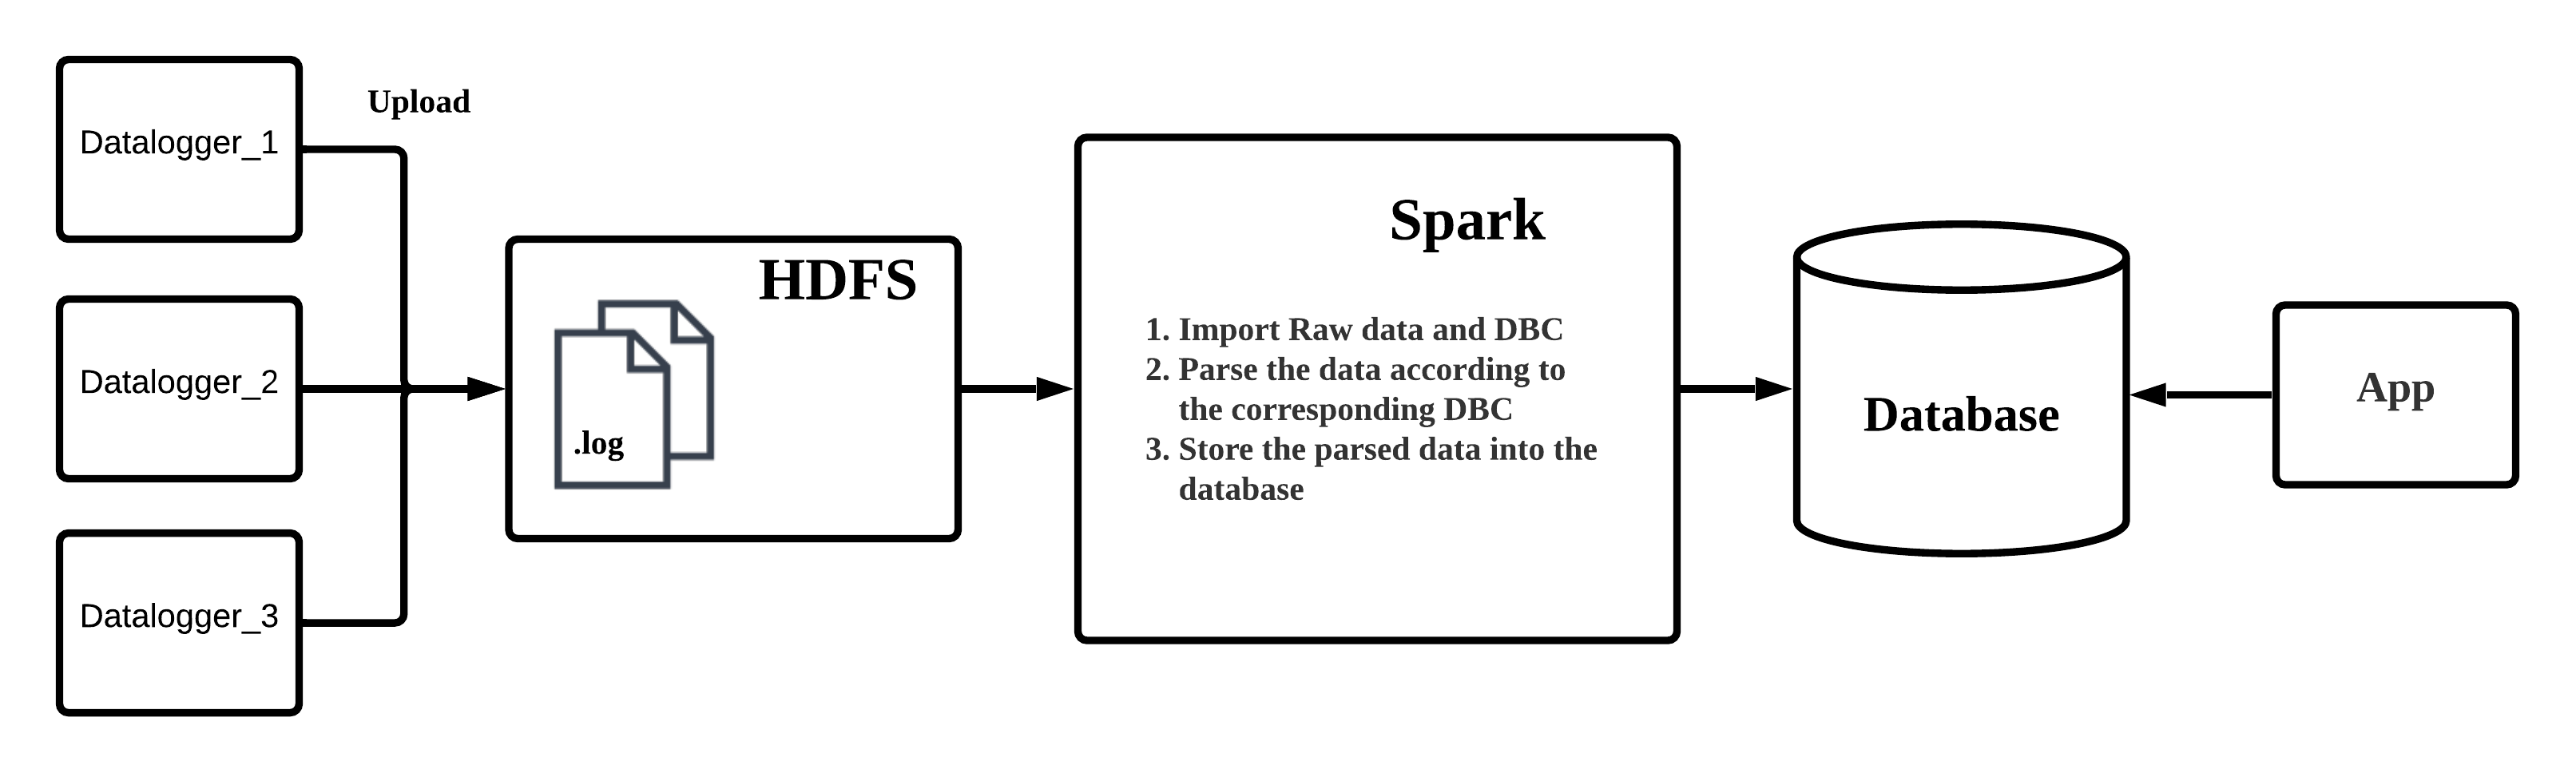 Datalogger_1
Upload
Datalogger_2
Datalogger_3
HDFS
.log
Spark
1. Import Raw data and DBC
2. Parse the data according to
the corresponding DBC
3. Store the parsed data into the
database
Database
App